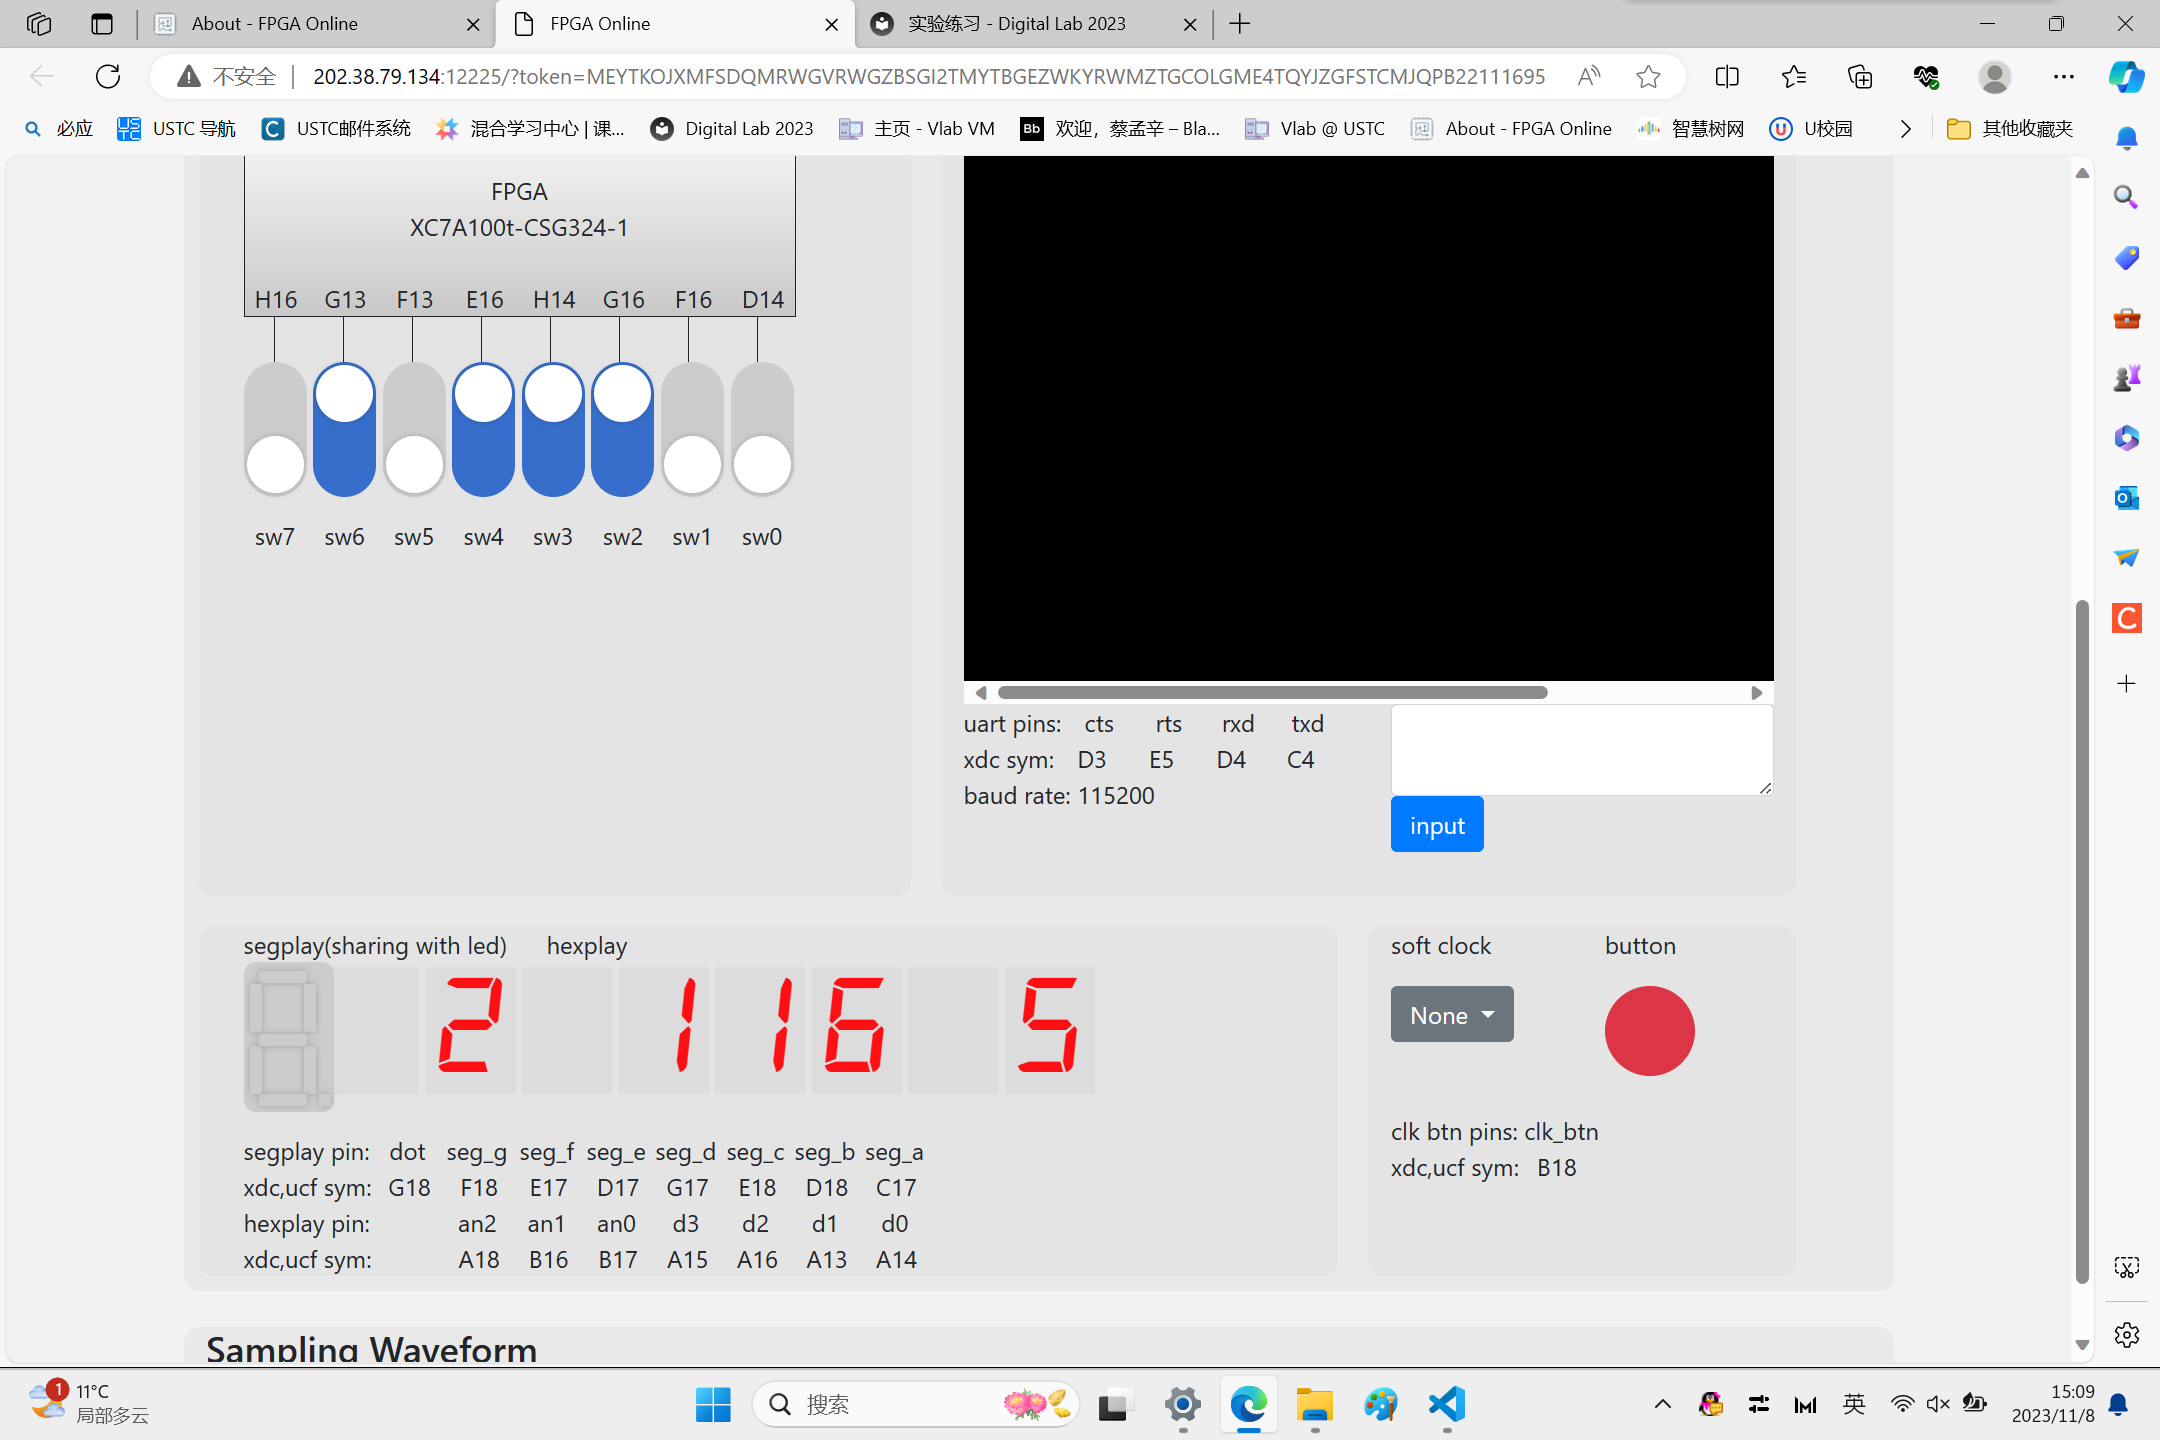 About - FPGA Online
FPGA Online
实验练习 - Digital Lab 2023
不安全
202.38.79.134:12225/?token=MEYTKOJXMFSDQMRWGVRWGZBSGI2TMYTBGEZWKYRWMZTGCOLGME4TQYJZGFSTCMJQPB22111695
必应
USTC 导航
USTC邮件系统
混合学习中心 | 课...
Digital Lab 2023
主页 - Vlab VM
Bb
欢迎，蔡孟辛 – Bla...
Vlab @ USTC
About - FPGA Online
智慧树网
U校园
其他收藏夹
FPGA
XC7A100t-CSG324-1
H16 G13 F13 E16 H14 G16 F16 D14
sw7 sw6 sw5 sw4 sw3 sw2 sw1 sw0
uart pins: cts rts rxd txd
xdc sym: D3 E5 D4 C4
baud rate: 115200
input
segplay(sharing with led) hexplay
2 1 1 6 5
segplay pin: dot seg_g seg_f seg_e seg_d seg_c seg_b seg_a
xdc,ucf sym: G18 F18 E17 D17 G17 E18 D18 C17
hexplay pin: an2 an1 an0 d3 d2 d1 d0
xdc,ucf sym: A18 B16 B17 A15 A16 A13 A14
soft clock button
None
clk btn pins: clk_btn
xdc,ucf sym: B18
Sampling Waveform
1
11°C
局部多云
搜索
英
15:09
2023/11/8